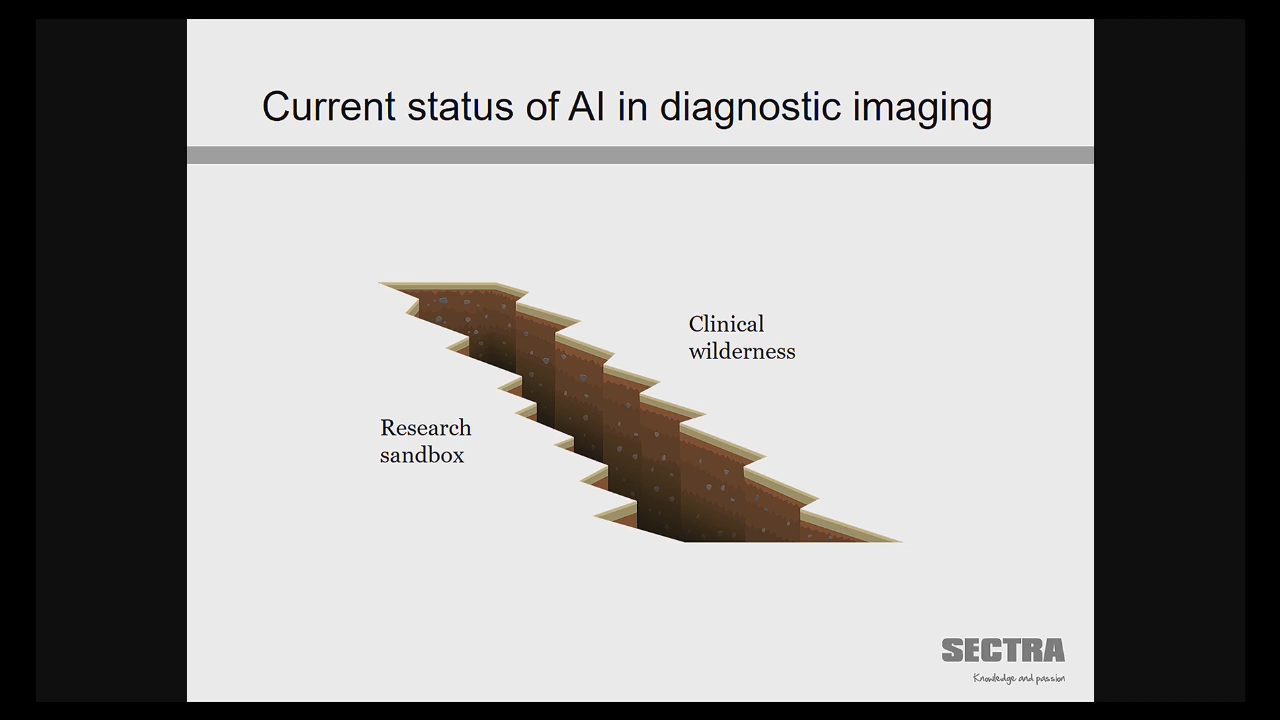 Current status of AI in diagnostic imaging
Clinical
wilderness
Research
sandbox
SECTRA
Knowledge and passion